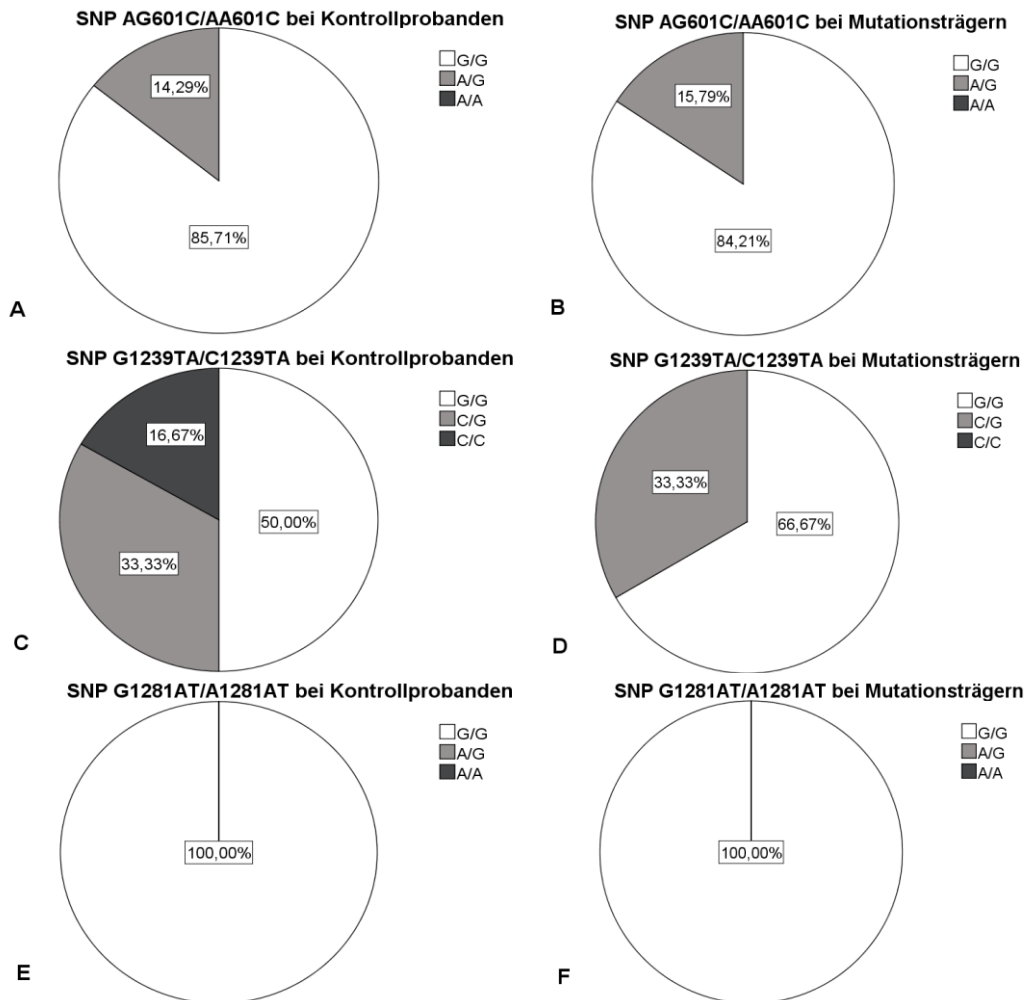 SNP AG601C/AA601C bei Kontrollprobanden
G/G
A/G
A/A
14,29%
85,71%
A
SNP AG601C/AA601C bei Mutationsträgern
G/G
A/G
A/A
15,79%
84,21%
B
SNP G1239TA/C1239TA bei Kontrollprobanden
G/G
C/G
C/C
16,67%
50,00%
33,33%
C
SNP G1239TA/C1239TA bei Mutationsträgern
G/G
C/G
C/C
33,33%
66,67%
D
SNP G1281AT/A1281AT bei Kontrollprobanden
G/G
A/G
A/A
100,00%
E
SNP G1281AT/A1281AT bei Mutationsträgern
G/G
A/G
A/A
100,00%
F